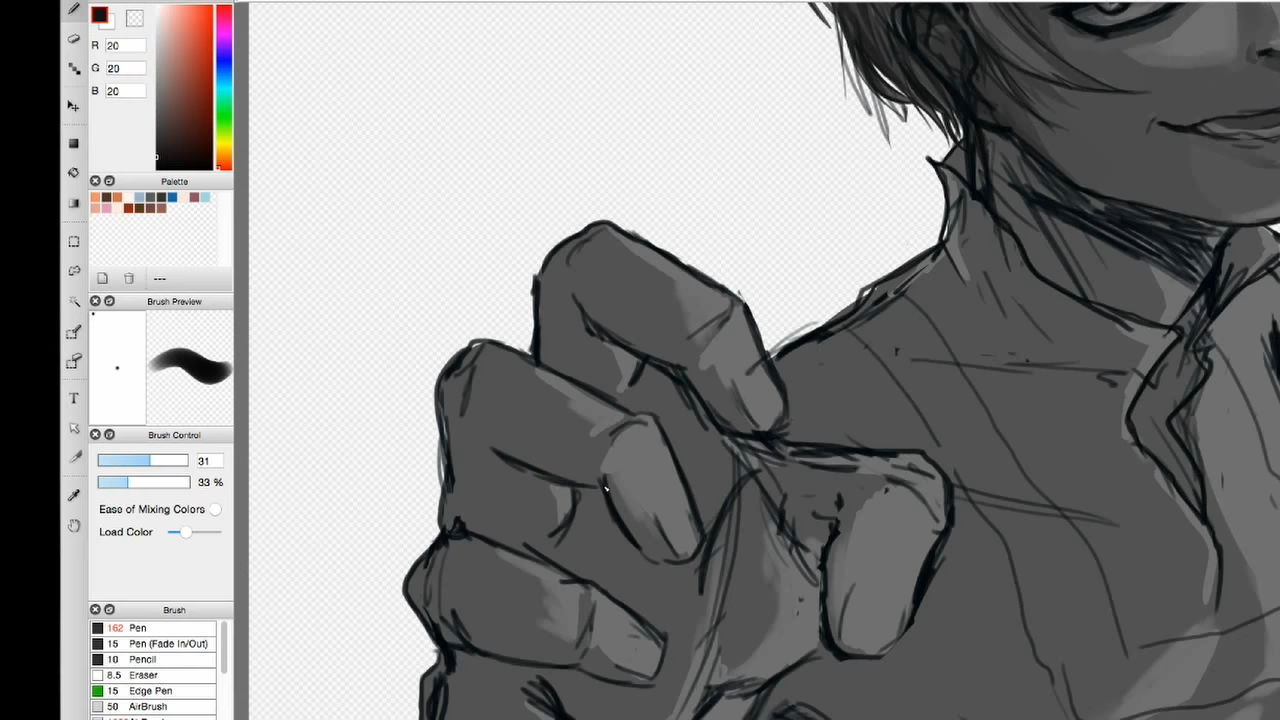 R 20
G 20
B 20
Palette
---
Brush Preview
Brush Control
31
33 %
Ease of Mixing Colors
Load Color
Brush
162 Pen
15 Pen (Fade In/Out)
10 Pencil
8.5 Eraser
15 Edge Pen
50 AirBrush
T